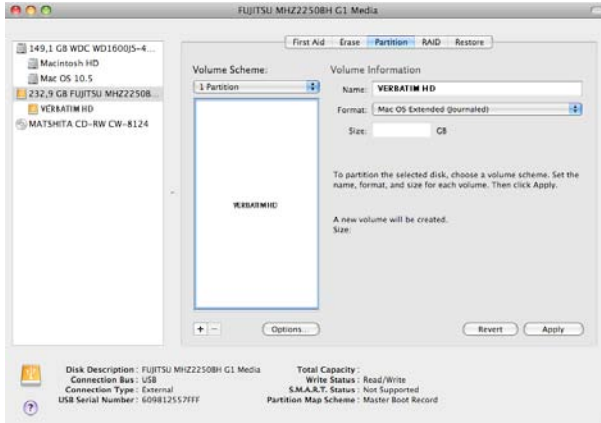 FUJITSU MHZ2250BH G1 Media
First Aid Erase Partition RAID Restore
149,1 GB WDC WD1600JS-4...
Macintosh HD
Mac OS 10.5
232,9 GB FUJITSU MHZ2250B...
VERBATIM HD
MATSHITA CD-RW CW-8124
Volume Scheme:
1 Partition
VERBATIM HD
+ −
Options...
Volume Information
Name: VERBATIM HD
Format: Mac OS Extended (Journaled)
Size: GB
To partition the selected disk, choose a volume scheme. Set the
name, format, and size for each volume. Then click Apply.
A new volume will be created.
Size:
Revert Apply
Disk Description : FUJITSU MHZ2250BH G1 Media
Connection Bus : USB
Connection Type : External
USB Serial Number : 609812557FFF
Total Capacity :
Write Status : Read/Write
S.M.A.R.T. Status : Not Supported
Partition Map Scheme : Master Boot Record
?